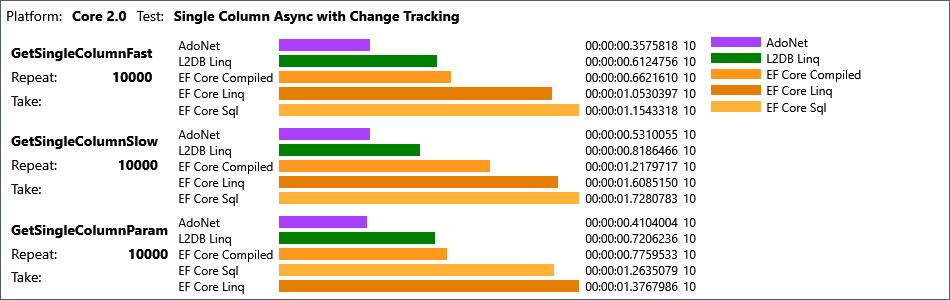 Platform: Core 2.0 Test: Single Column Async with Change Tracking
GetSingleColumnFast
Repeat: 10000
Take:
AdoNet 00:00:00.3575818 10
L2DB Linq 00:00:00.6124756 10
EF Core Compiled 00:00:00.6621610 10
EF Core Linq 00:00:01.0530397 10
EF Core Sql 00:00:01.1543318 10
GetSingleColumnSlow
Repeat: 10000
Take:
AdoNet 00:00:00.5310055 10
L2DB Linq 00:00:00.8186466 10
EF Core Compiled 00:00:01.2179717 10
EF Core Linq 00:00:01.6085150 10
EF Core Sql 00:00:01.7280783 10
GetSingleColumnParam
Repeat: 10000
Take:
AdoNet 00:00:00.4104004 10
L2DB Linq 00:00:00.7206236 10
EF Core Compiled 00:00:00.7759533 10
EF Core Sql 00:00:01.2635079 10
EF Core Linq 00:00:01.3767986 10
AdoNet
L2DB Linq
EF Core Compiled
EF Core Linq
EF Core Sql